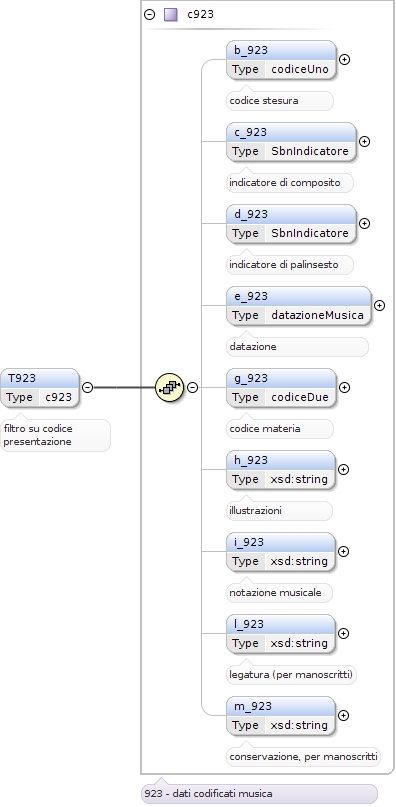 c923
b_923
Type codiceUno
codice stesura
c_923
Type SbnIndicatore
indicatore di composito
d_923
Type SbnIndicatore
indicatore di palinsesto
e_923
Type datazioneMusica
datazione
T923
Type c923
filtro su codice
presentazione
g_923
Type codiceDue
codice materia
h_923
Type xsd:string
illustrazioni
i_923
Type xsd:string
notazione musicale
l_923
Type xsd:string
legatura (per manoscritti)
m_923
Type xsd:string
conservazione, per manoscritti
923 - dati codificati musica